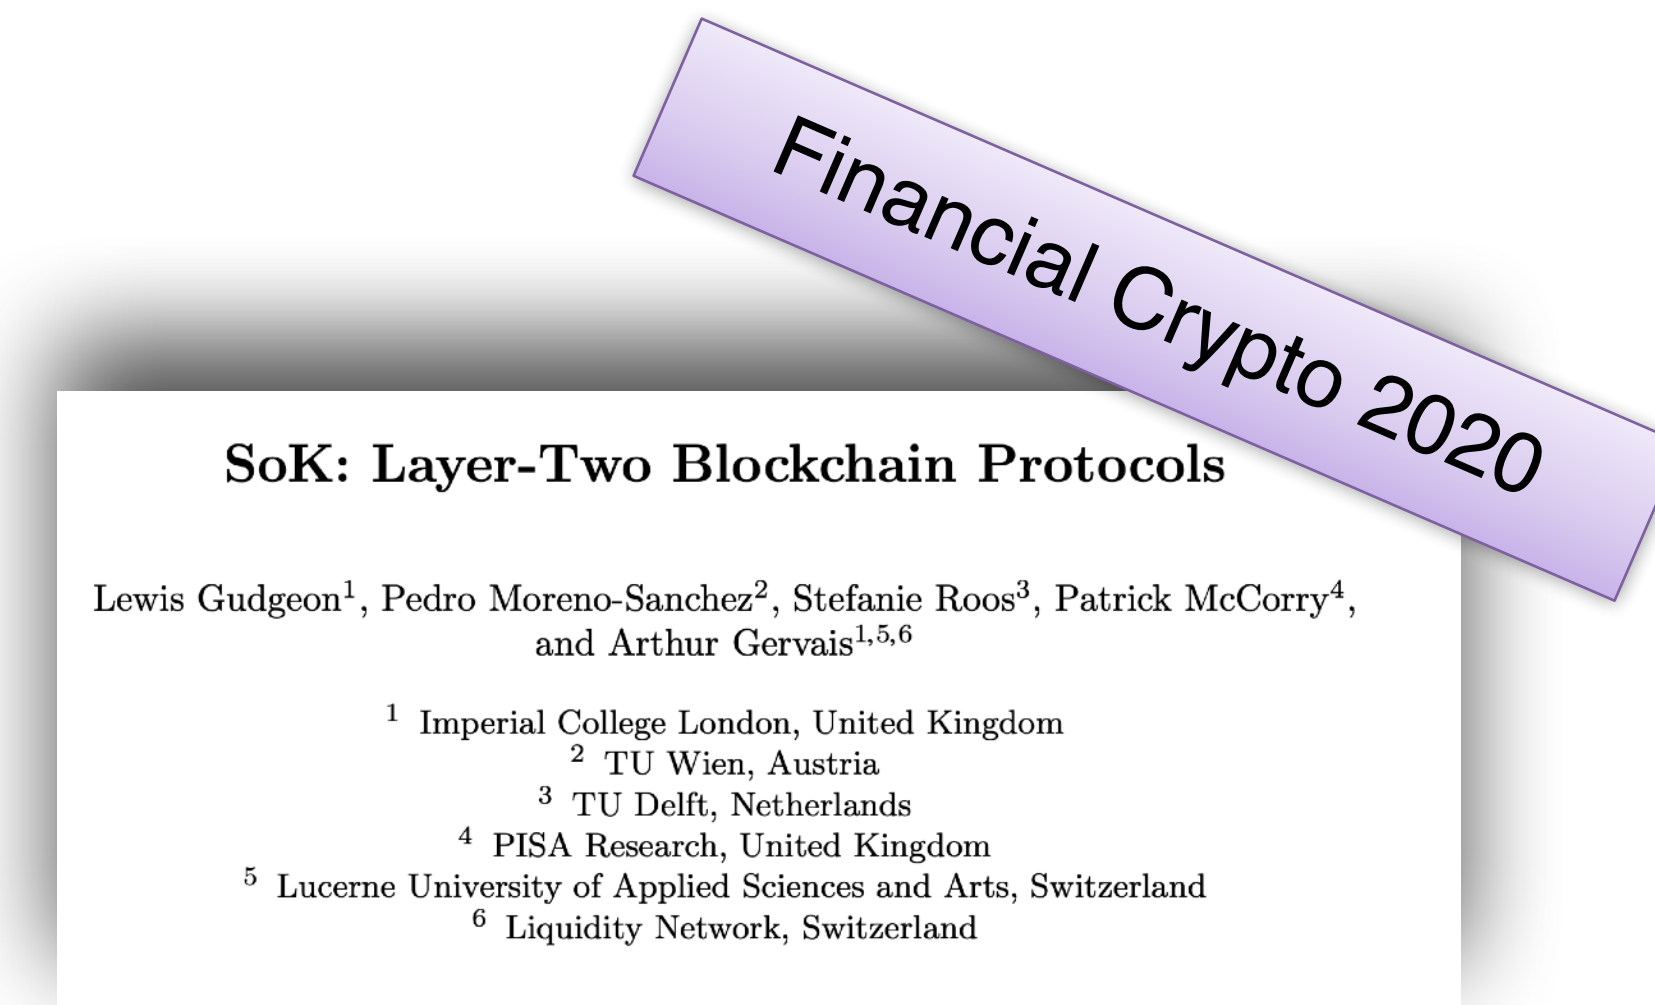 Financial Crypto 2020
SoK: Layer-Two Blockchain Protocols
Lewis Gudgeon1, Pedro Moreno-Sanchez2, Stefanie Roos3, Patrick McCorry4,
and Arthur Gervais1,5,6
1 Imperial College London, United Kingdom
2 TU Wien, Austria
3 TU Delft, Netherlands
4 PISA Research, United Kingdom
5 Lucerne University of Applied Sciences and Arts, Switzerland
6 Liquidity Network, Switzerland